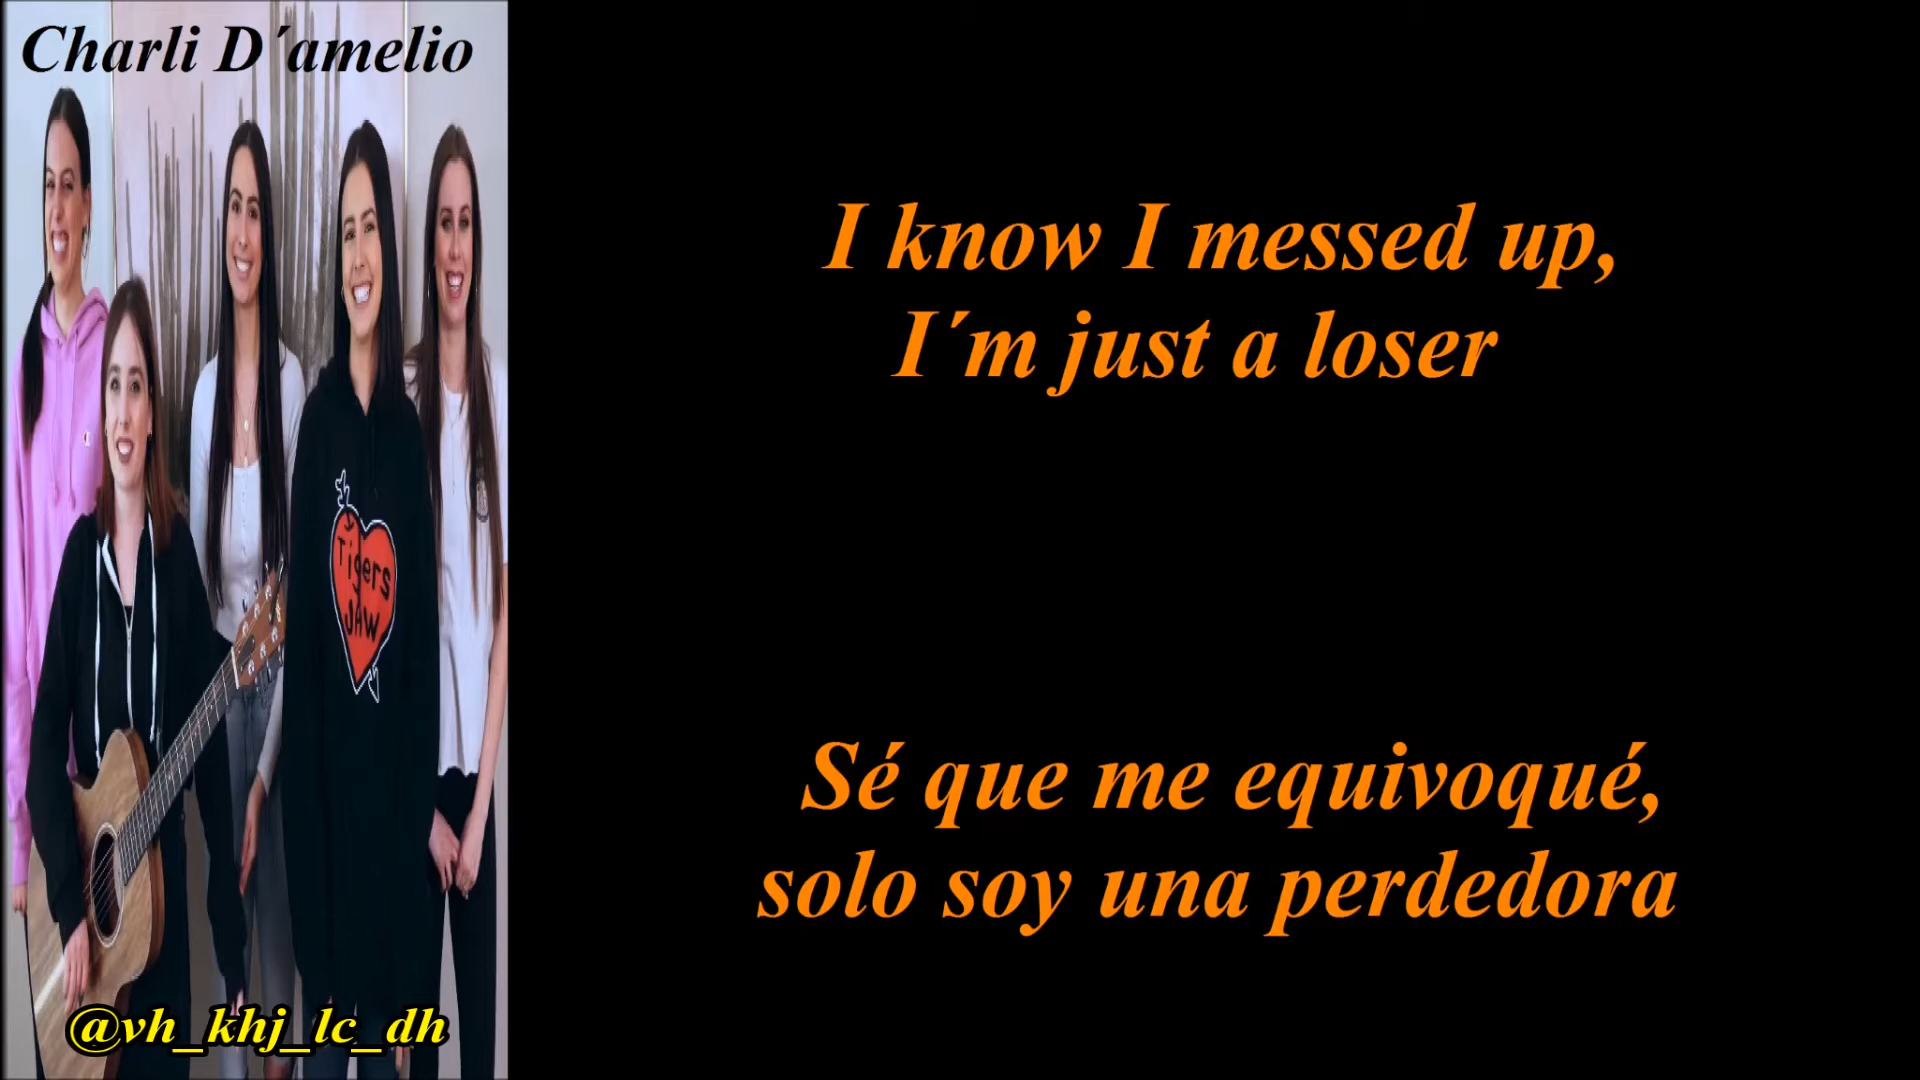 Charli D´amelio
I know I messed up,
I´m just a loser
Tigers
JAW
Sé que me equivoqué,
solo soy una perdedora
@vh_khj_lc_dh